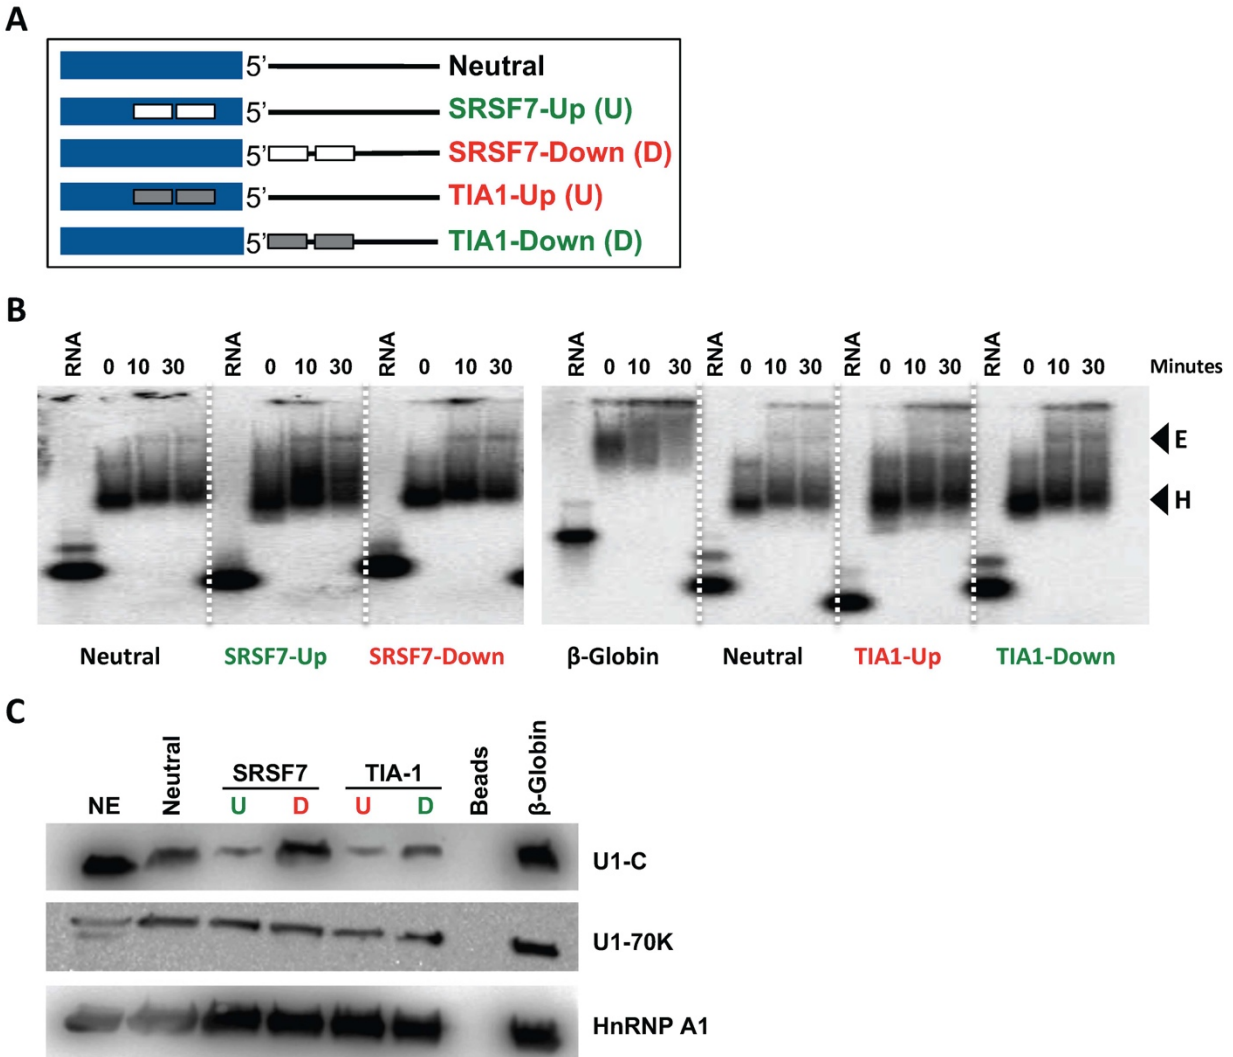 A
5’ Neutral
5’ SRSF7-Up (U)
5’ SRSF7-Down (D)
5’ TIA1-Up (U)
5’ TIA1-Down (D)
B
RNA 0 10 30 RNA 0 10 30 RNA 0 10 30 RNA 0 10 30 RNA 0 10 30 RNA 0 10 30 RNA 0 10 30 Minutes
E
H
Neutral SRSF7-Up SRSF7-Down β-Globin Neutral TIA1-Up TIA1-Down
C
NE Neutral SRSF7 TIA-1 Beads β-Globin
U D U D
U1-C
U1-70K
HnRNP A1